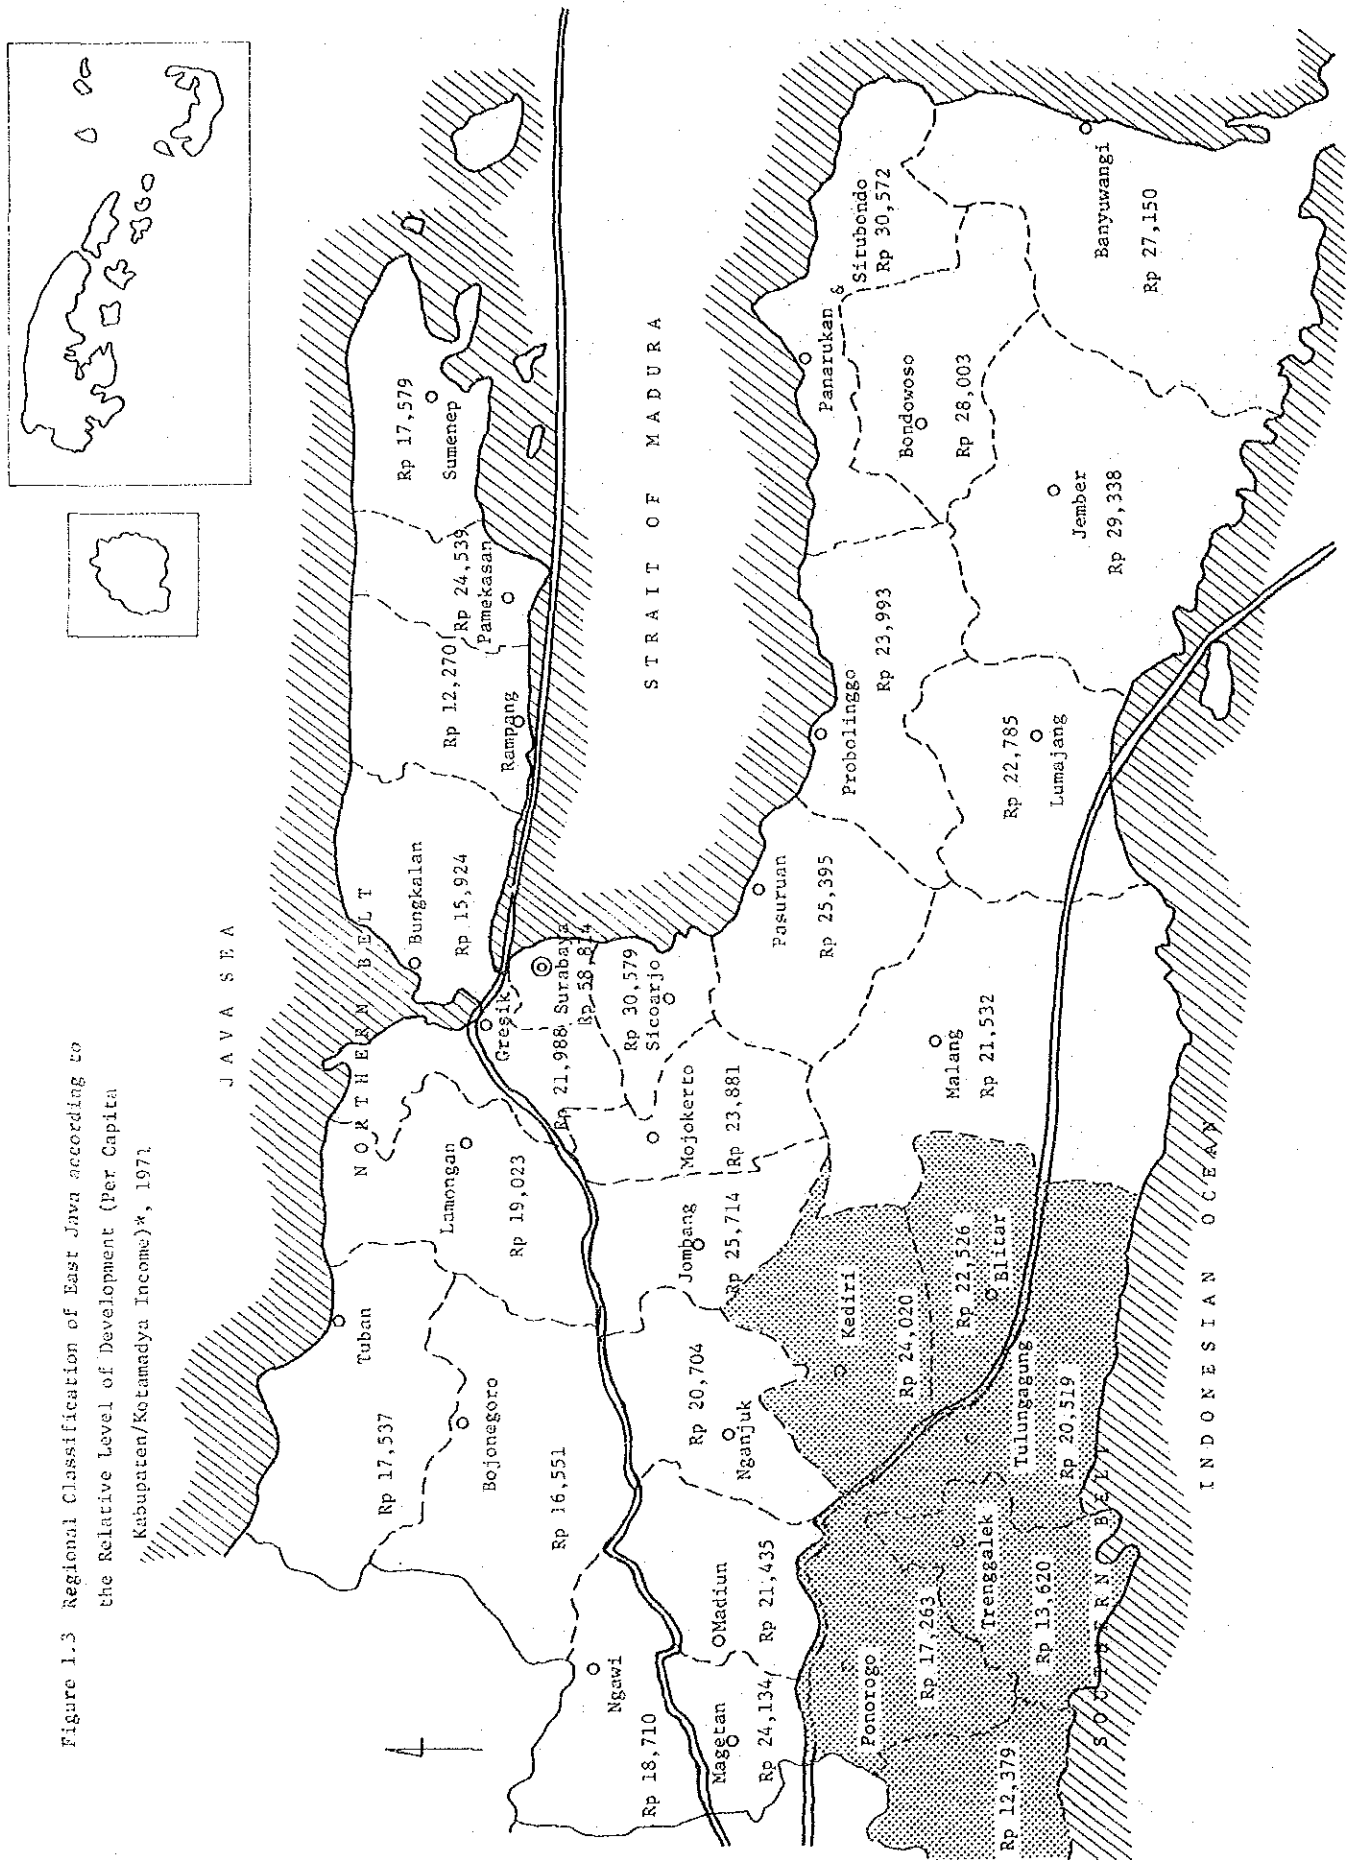 Figure 1.3 Regional Classification of East Java according to
the Relative Level of Development (Per Capita
Kabupaten/Kotamadya Income)*, 1971
JAVA SEA
NORTHERN BELT
Tuban
Rp 17,537
Bojonegoro
Rp 16,551
Lamongan
Rp 19,023
Gresik
Rp 21,988
Surabaya
Rp 58,814
Rp 30,579
Sicoarjo
Bungkalan
Rp 15,924
Rp 12,270
Rampang
Rp 24,539
Pamekasan
Rp 17,579
Sumenep
STRAIT OF MADURA
Ngawi
Rp 18,710
Magetan
Rp 24,134
Madiun
Rp 21,435
Rp 20,704
Nganjuk
Jombang
Rp 25,714
Mojokerto
Rp 23,881
Pasuruan
Rp 25,395
Probolinggo
Rp 23,993
Panarukan &
Situbondo
Rp 30,572
Bondowoso
Rp 28,003
Banyuwangi
Rp 27,150
Jember
Rp 29,338
Rp 22,785
Lumajang
Malang
Rp 21,532
Kediri
Rp 24,020
Rp 22,526
Blitar
Tulungagung
Rp 20,519
Trenggalek
Rp 13,620
Ponorogo
Rp 17,263
Rp 12,379
SOUTHERN BELT
INDONESIAN OCEAN